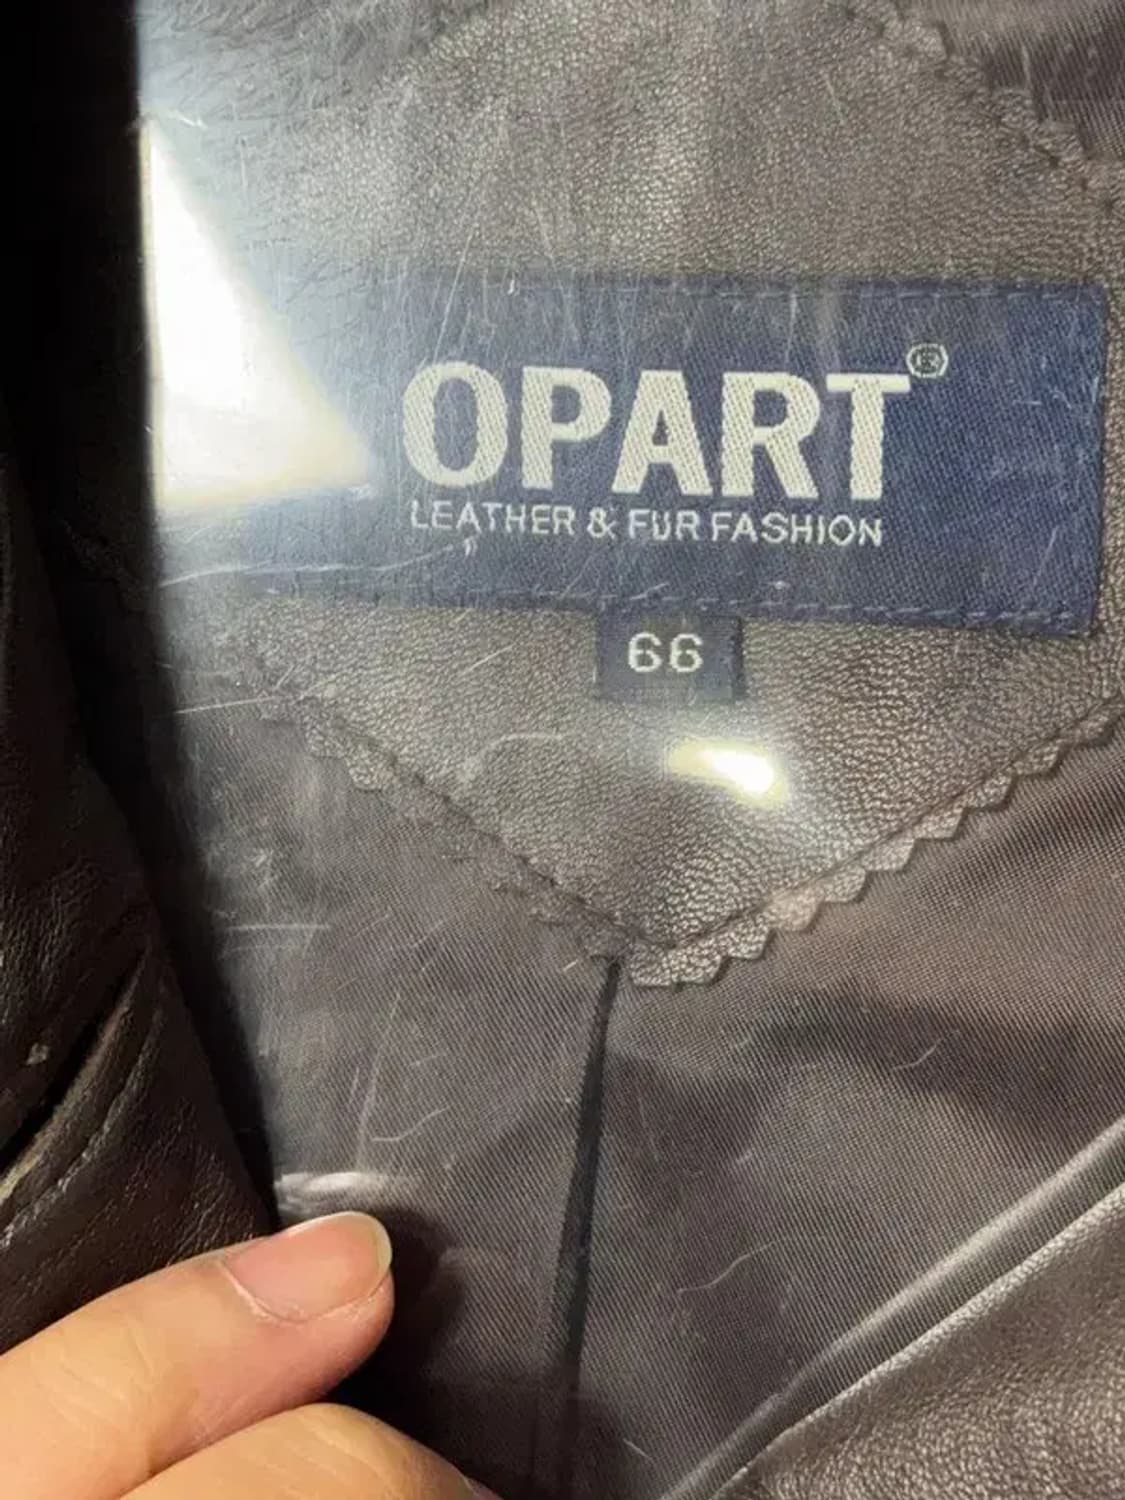 OPART®
LEATHER & FUR FASHION
66